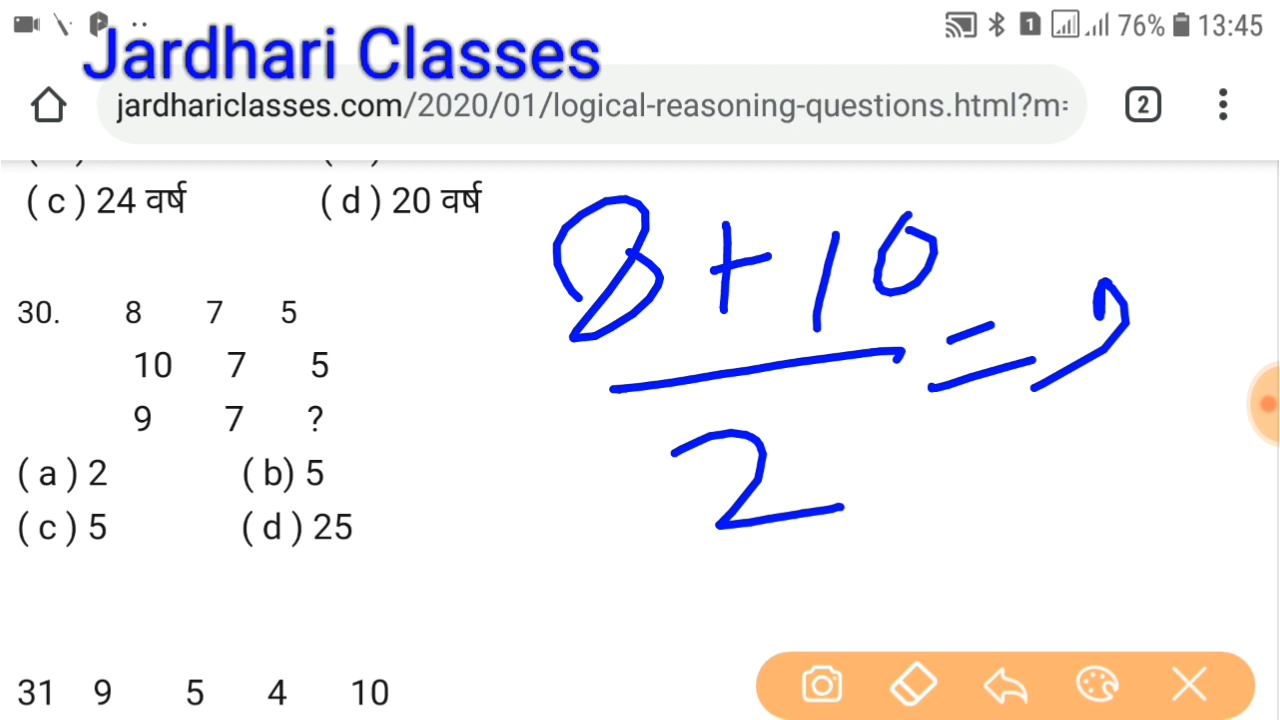 76% 13:45
Jardhari Classes
jardhariclasses.com/2020/01/logical-reasoning-questions.html?m=
2
( c ) 24 वर्ष ( d ) 20 वर्ष
30. 8 7 5
10 7 5
9 7 ?
( a ) 2 ( b) 5
( c ) 5 ( d ) 25
31 9 5 4 10
8 + 10
= 9
2